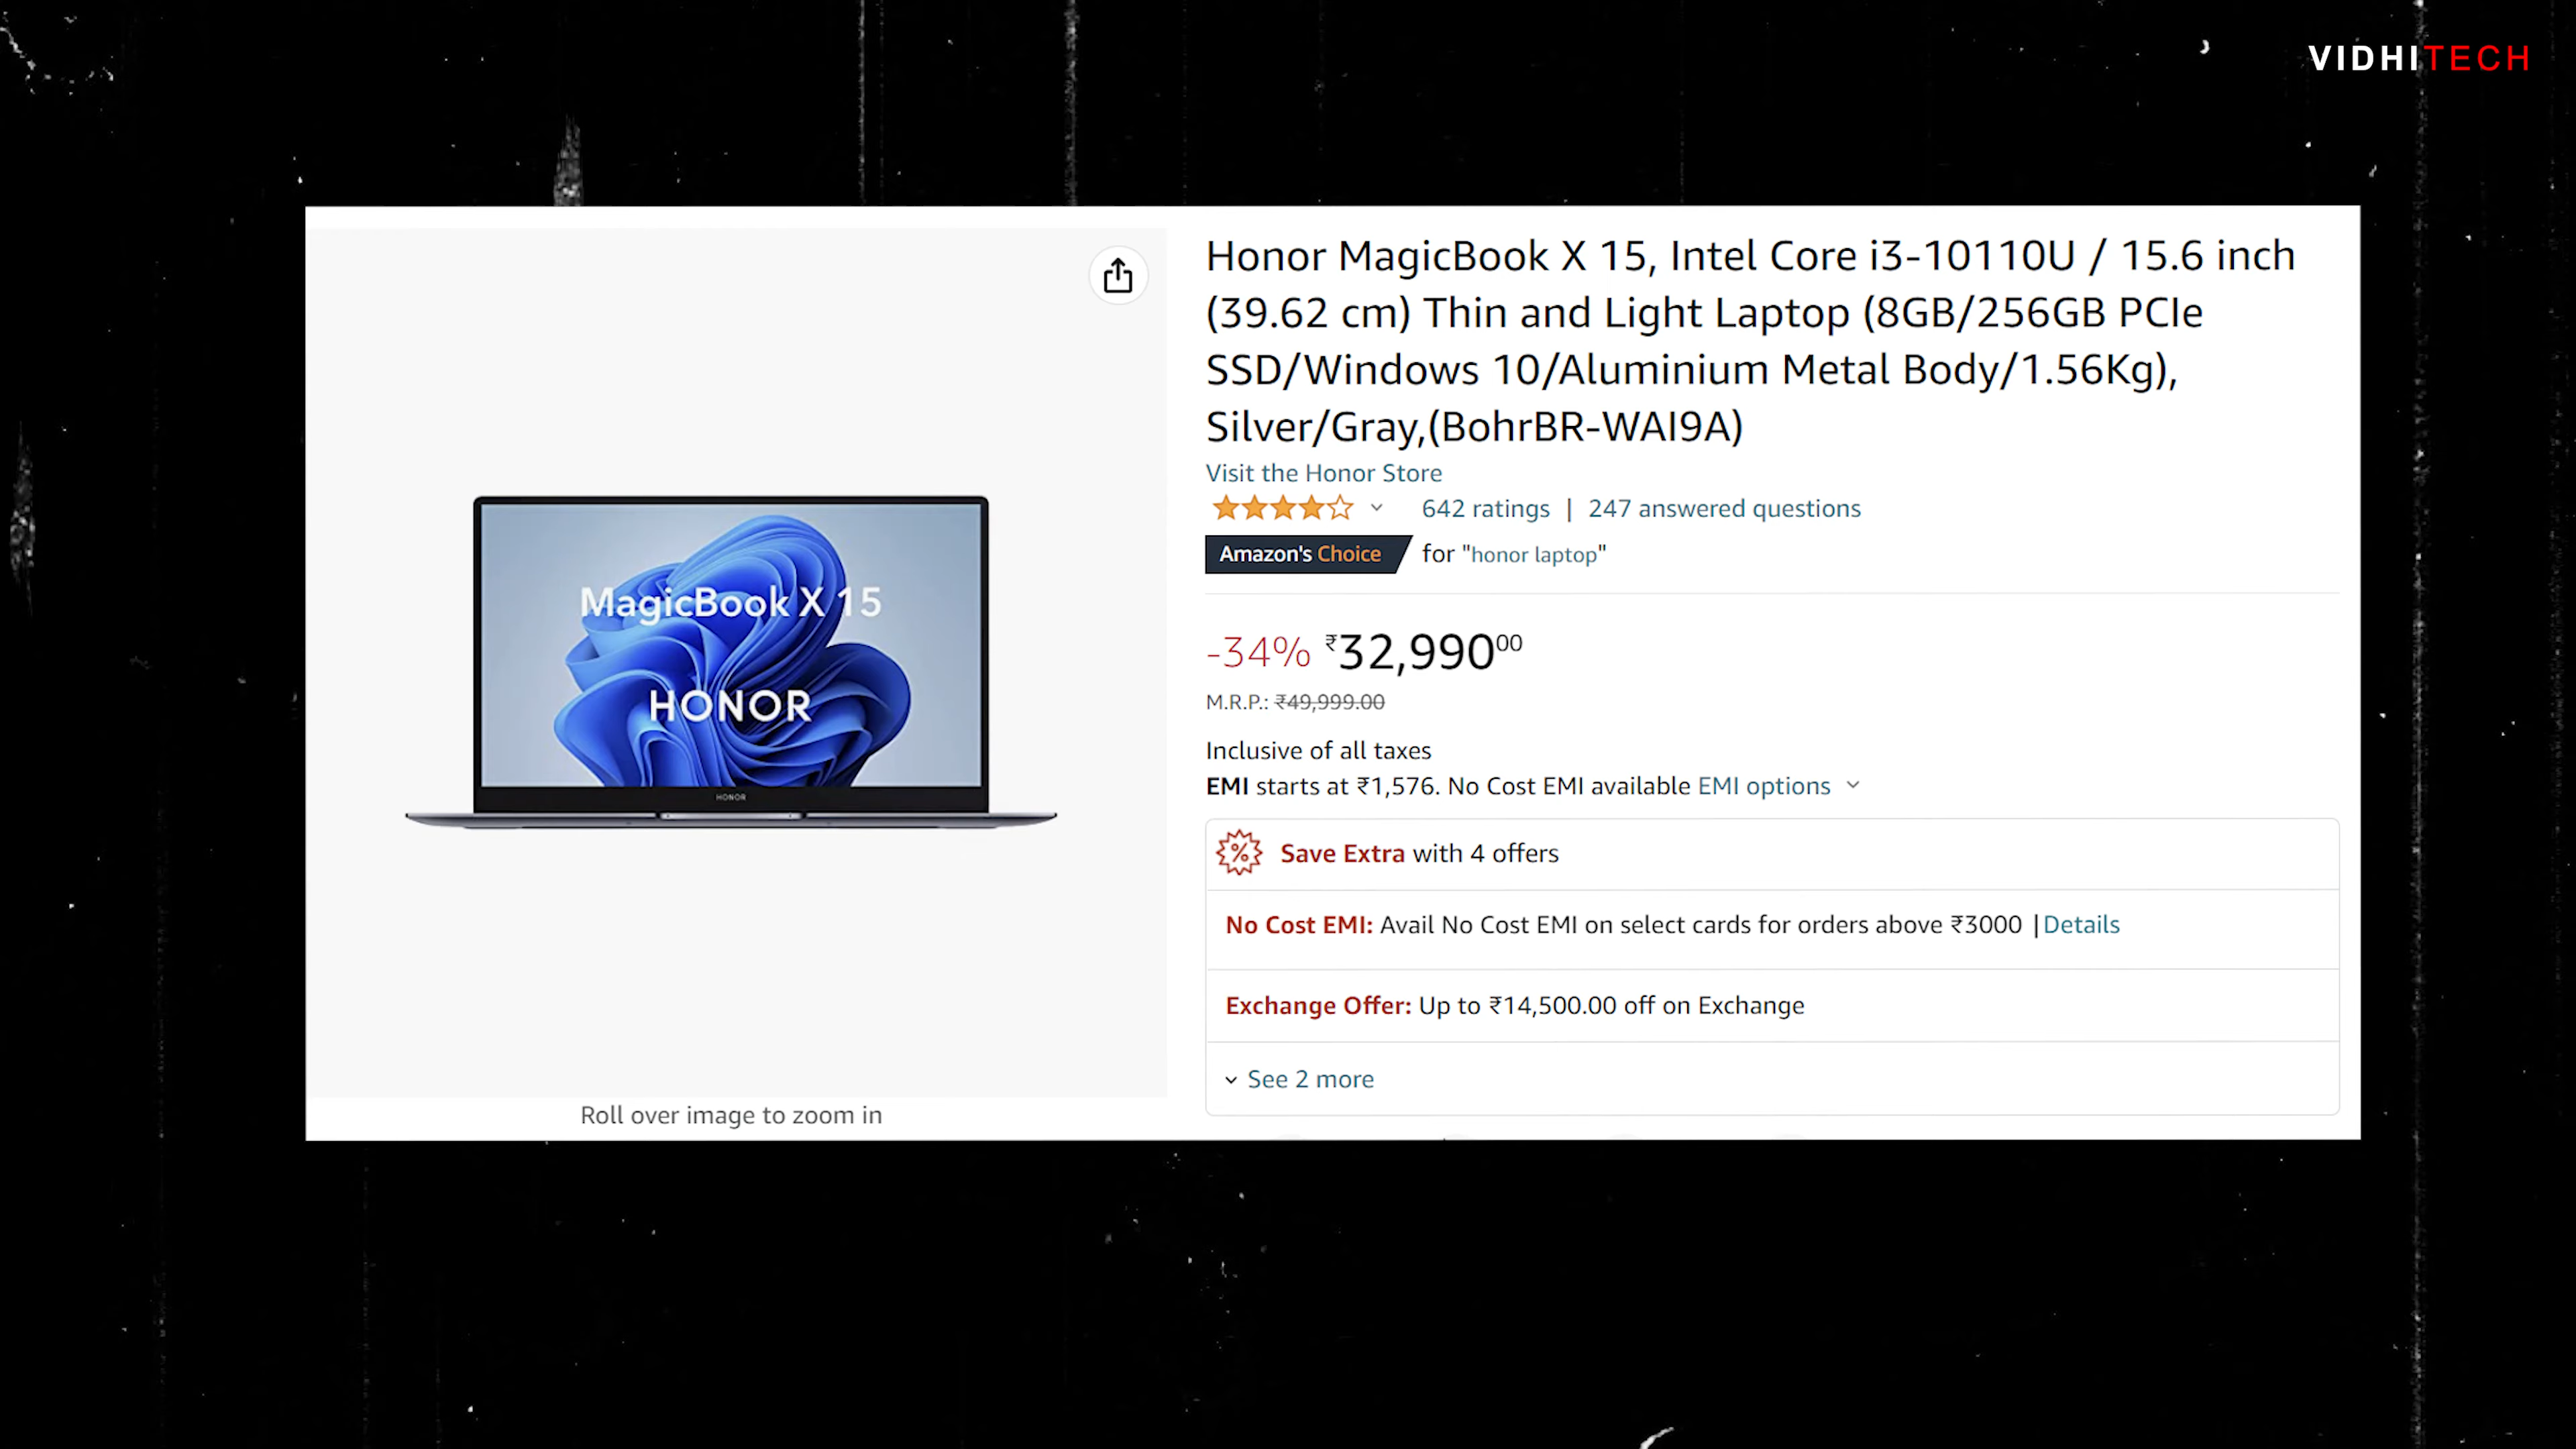 VIDHITECH
Honor MagicBook X 15, Intel Core i3-10110U / 15.6 inch
(39.62 cm) Thin and Light Laptop (8GB/256GB PCIe
SSD/Windows 10/Aluminium Metal Body/1.56Kg),
Silver/Gray,(BohrBR-WAI9A)
Visit the Honor Store
642 ratings | 247 answered questions
Amazon's Choice for "honor laptop"
-34% ₹32,990⁰⁰
M.R.P.: ₹49,999.00
Inclusive of all taxes
EMI starts at ₹1,576. No Cost EMI available EMI options
Save Extra with 4 offers
No Cost EMI: Avail No Cost EMI on select cards for orders above ₹3000 | Details
Exchange Offer: Up to ₹14,500.00 off on Exchange
See 2 more
MagicBook X 15
HONOR
HONOR
Roll over image to zoom in